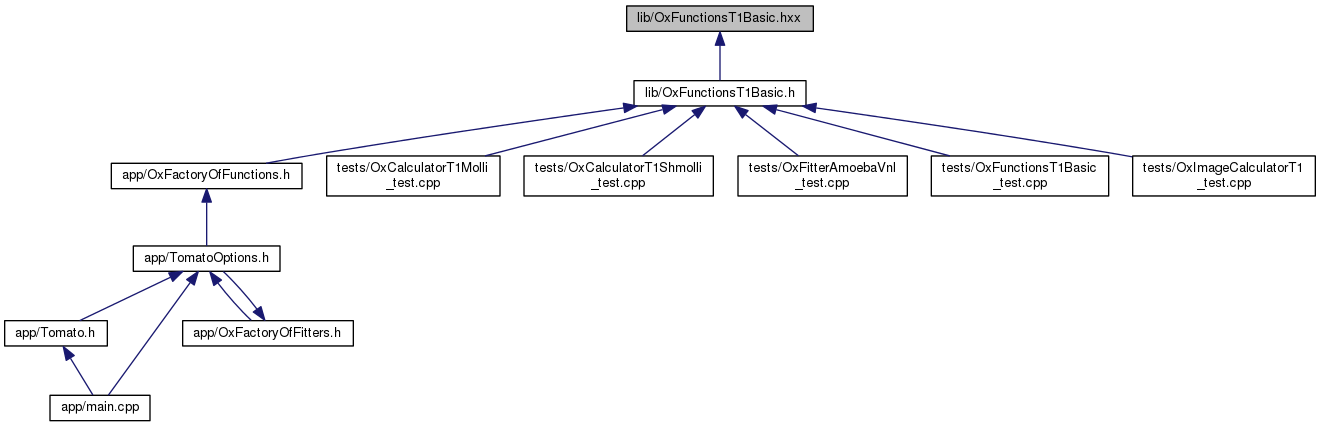 lib/OxFunctionsT1Basic.hxx
lib/OxFunctionsT1Basic.h
app/OxFactoryOfFunctions.h
tests/OxCalculatorT1Molli
_test.cpp
tests/OxCalculatorT1Shmolli
_test.cpp
tests/OxFitterAmoebaVnl
_test.cpp
tests/OxFunctionsT1Basic
_test.cpp
tests/OxImageCalculatorT1
_test.cpp
app/TomatoOptions.h
app/Tomato.h
app/OxFactoryOfFitters.h
app/main.cpp